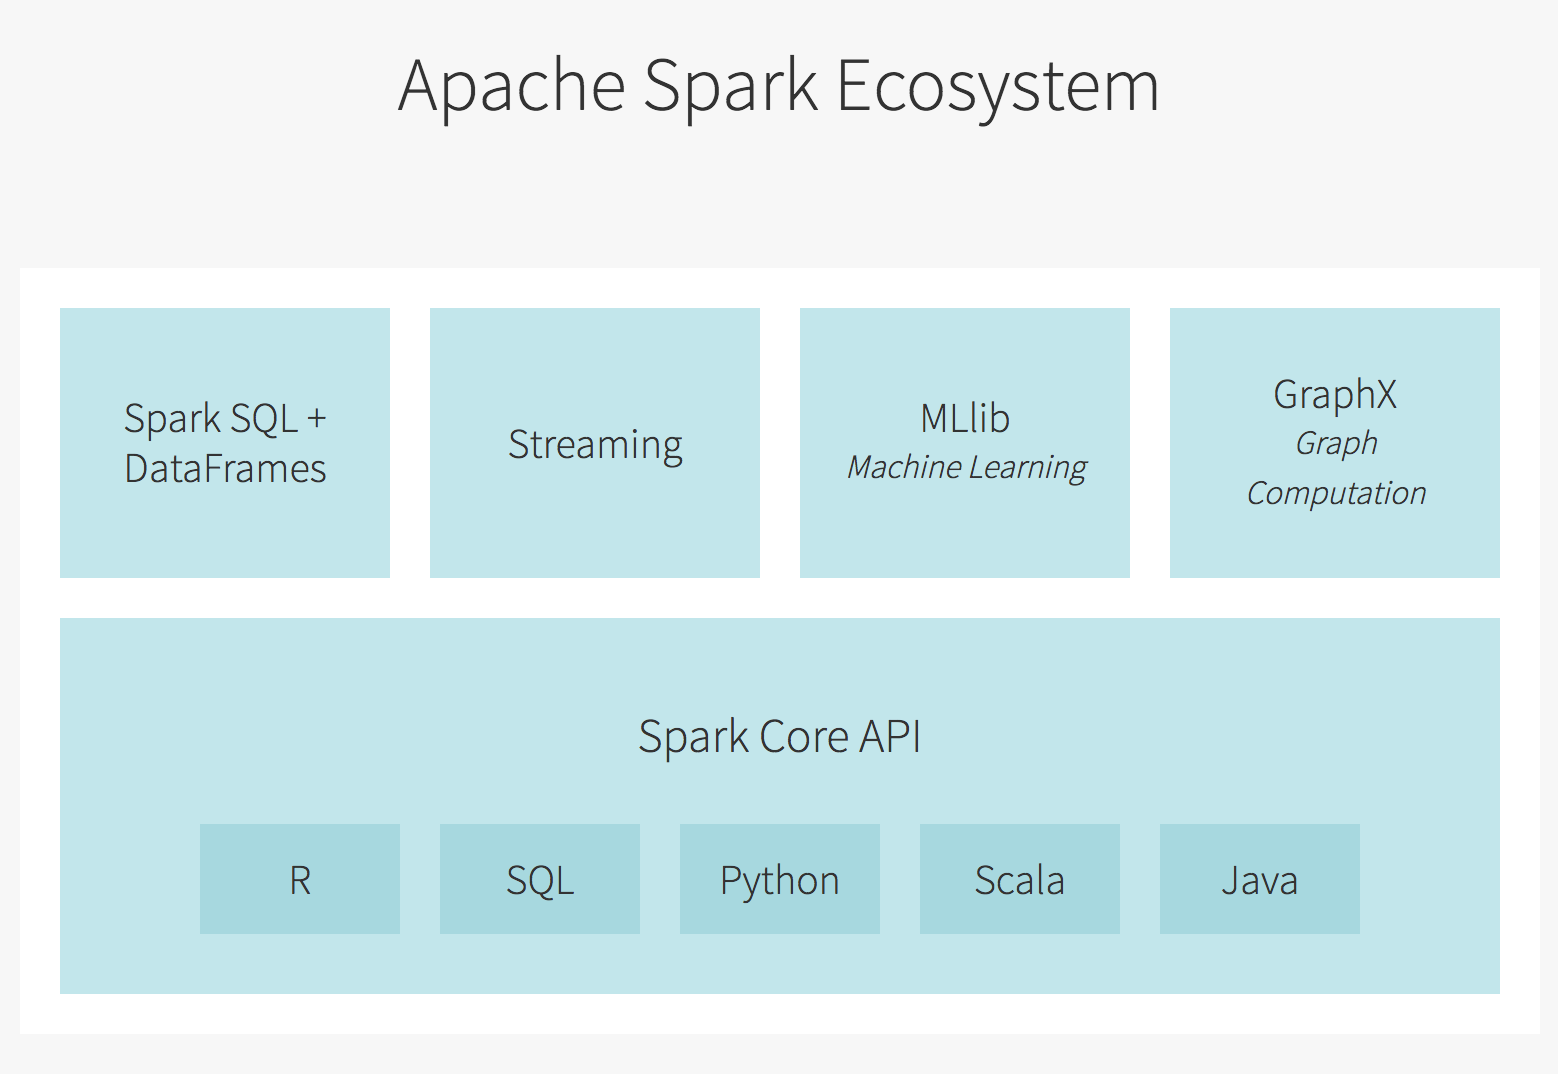 Apache Spark Ecosystem
Spark SQL +
DataFrames
Streaming
MLlib
Machine Learning
GraphX
Graph
Computation
Spark Core API
R
SQL
Python
Scala
Java